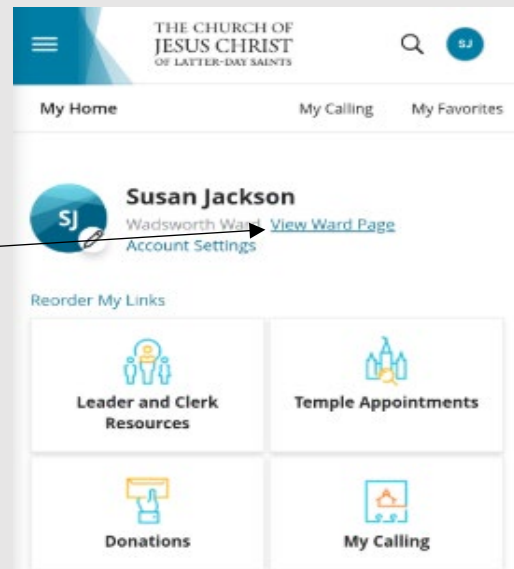 THE CHURCH OF
JESUS CHRIST
OF LATTER-DAY SAINTS
SJ
My Home
My Calling
My Favorites
SJ
Susan Jackson
Wadsworth Ward View Ward Page
Account Settings
Reorder My Links
Leader and Clerk
Resources
Temple Appointments
Donations
My Calling